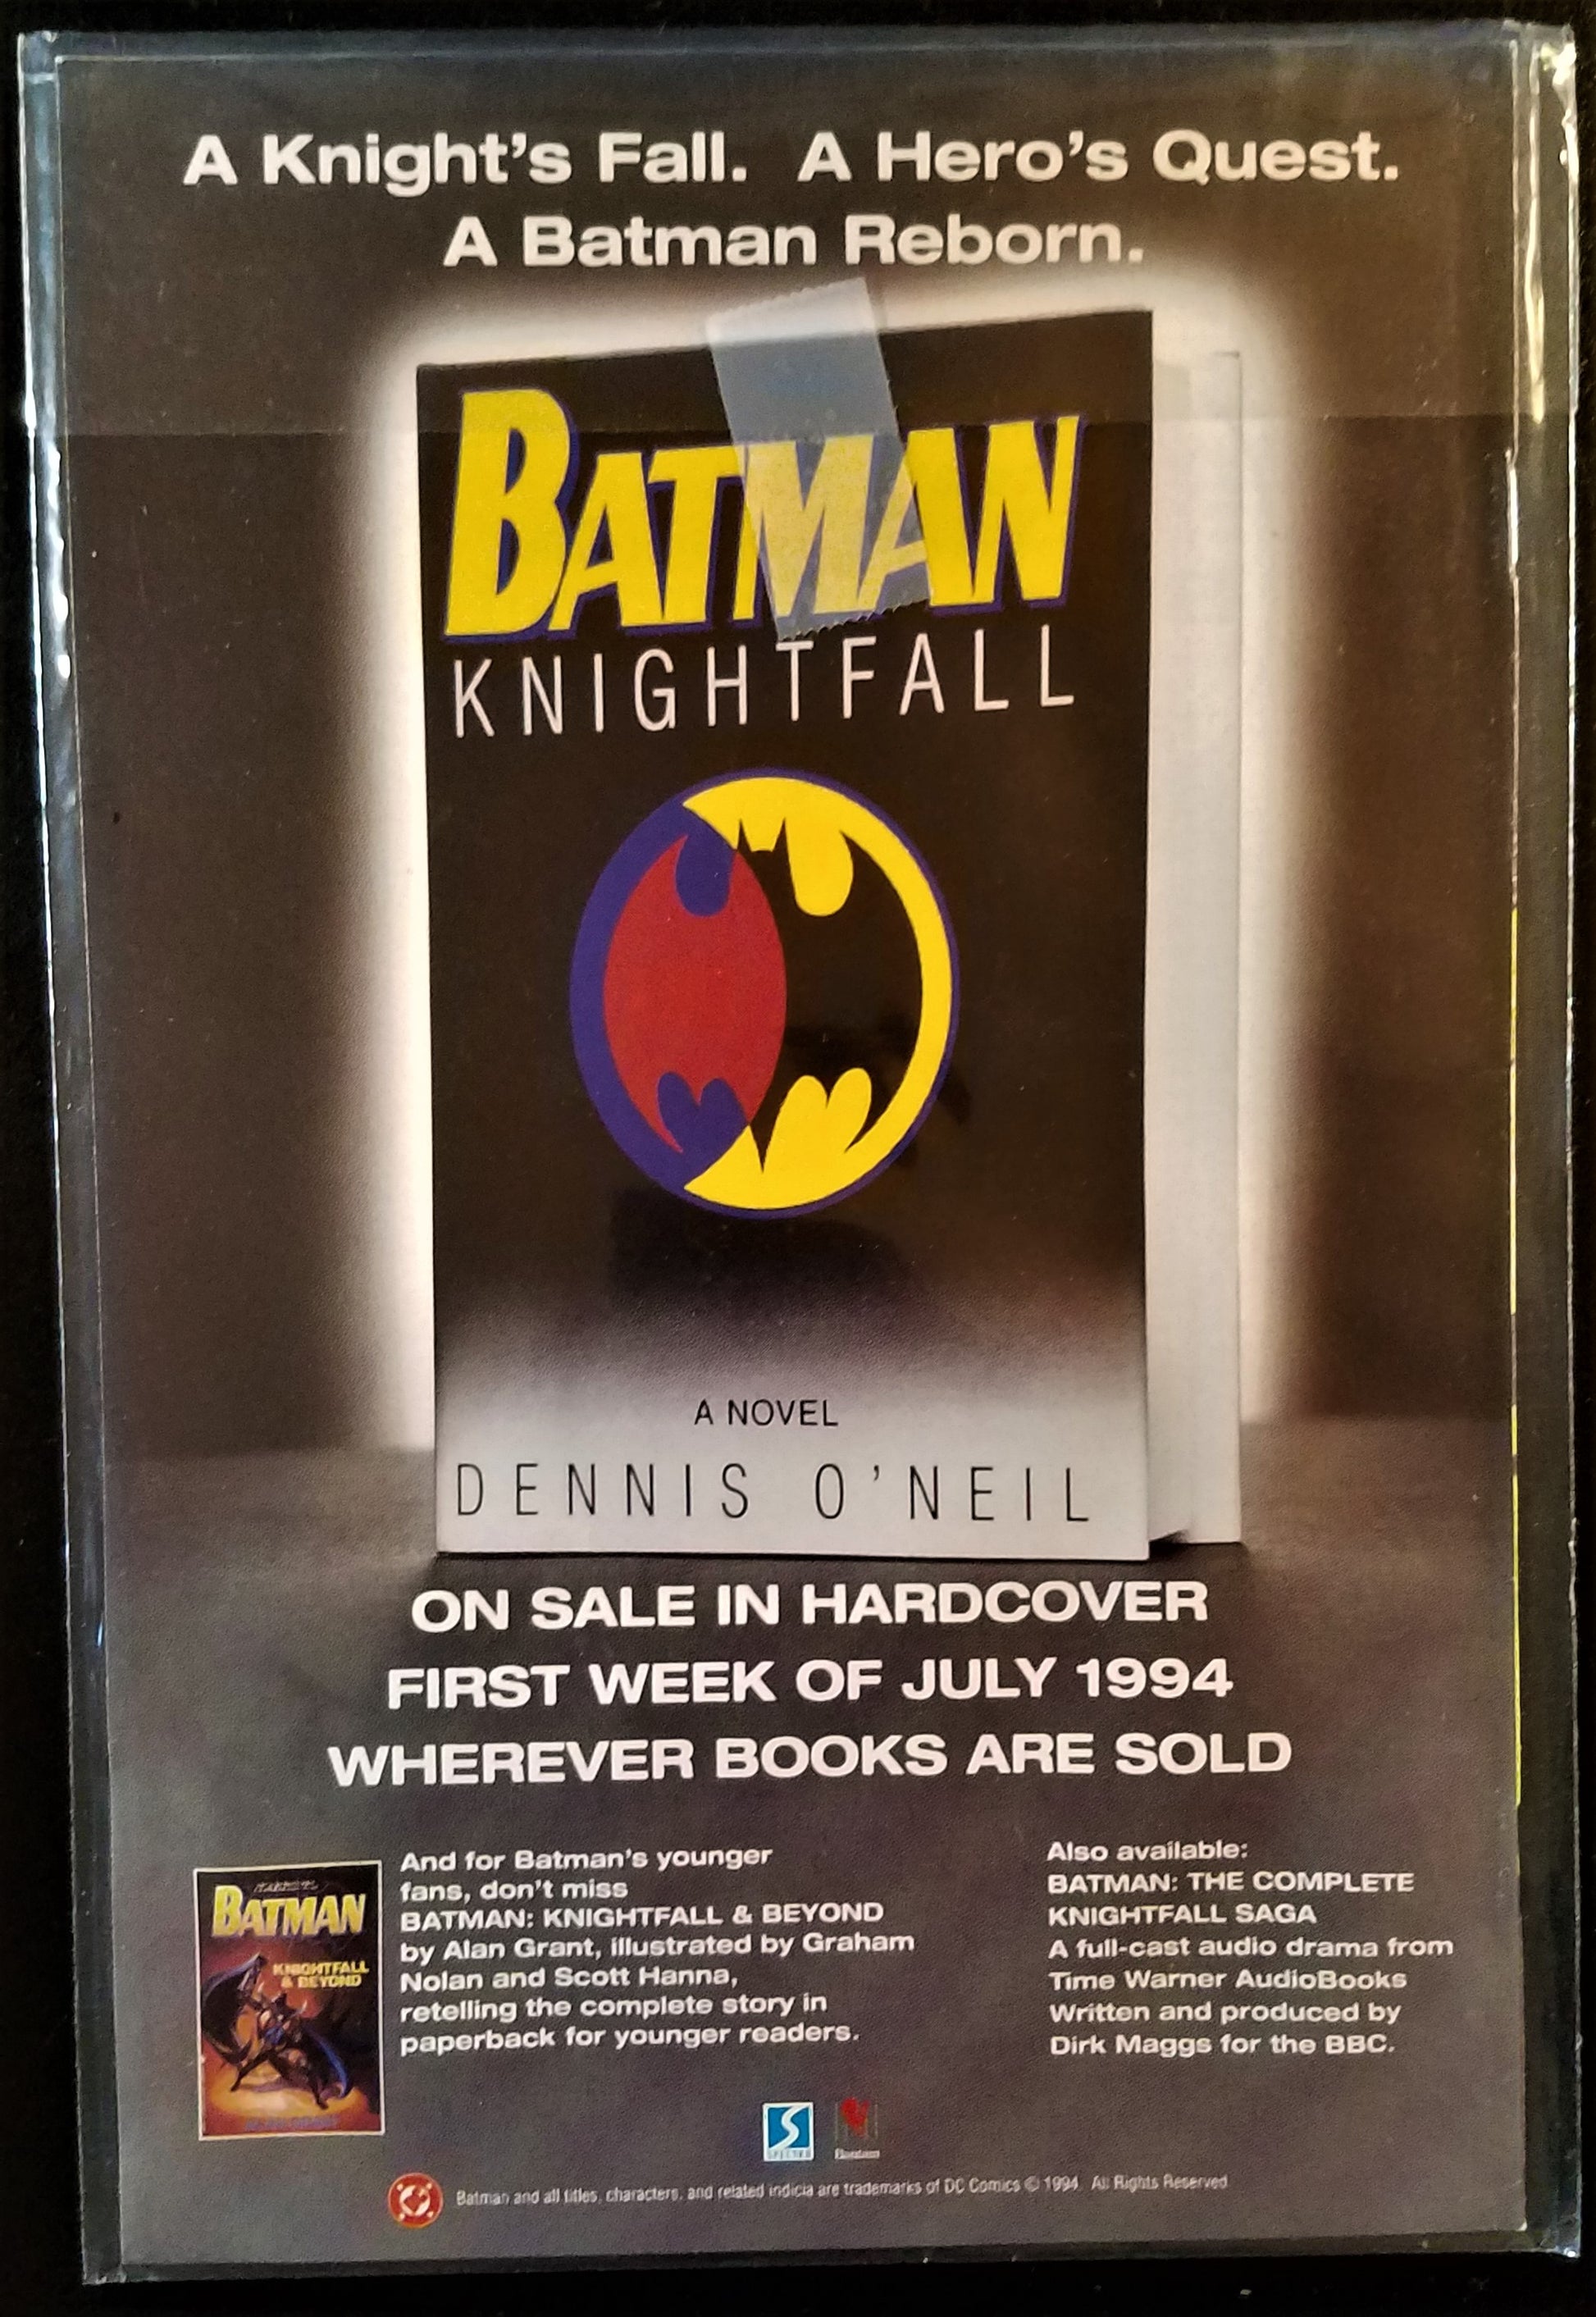 A Knight's Fall. A Hero's Quest.
A Batman Reborn.
BATMAN
KNIGHTFALL
A NOVEL
DENNIS O'NEIL
ON SALE IN HARDCOVER
FIRST WEEK OF JULY 1994
WHEREVER BOOKS ARE SOLD
BATMAN
KNIGHTFALL
& BEYOND
And for Batman's younger
fans, don't miss
BATMAN: KNIGHTFALL & BEYOND
by Alan Grant, illustrated by Graham
Nolan and Scott Hanna,
retelling the complete story in
paperback for younger readers.
Also available:
BATMAN: THE COMPLETE
KNIGHTFALL SAGA
A full-cast audio drama from
Time Warner AudioBooks
Written and produced by
Dirk Maggs for the BBC.
S
SPECTRA
Bantam
Batman and all titles, characters, and related indicia are trademarks of DC Comics © 1994. All Rights Reserved